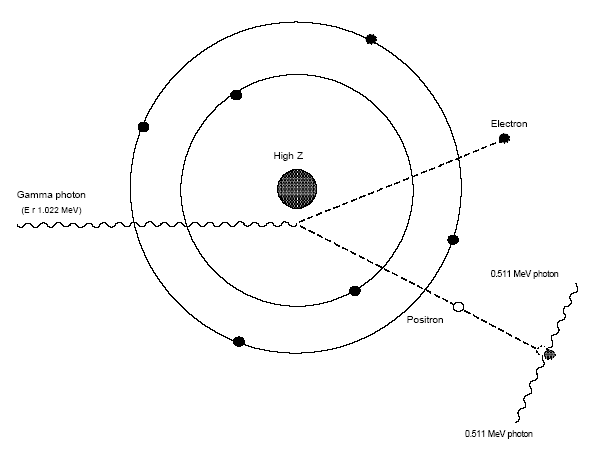 High Z
Electron
Gamma photon
(E r 1.022 MeV)
0.511 MeV photon
Positron
0.511 MeV photon